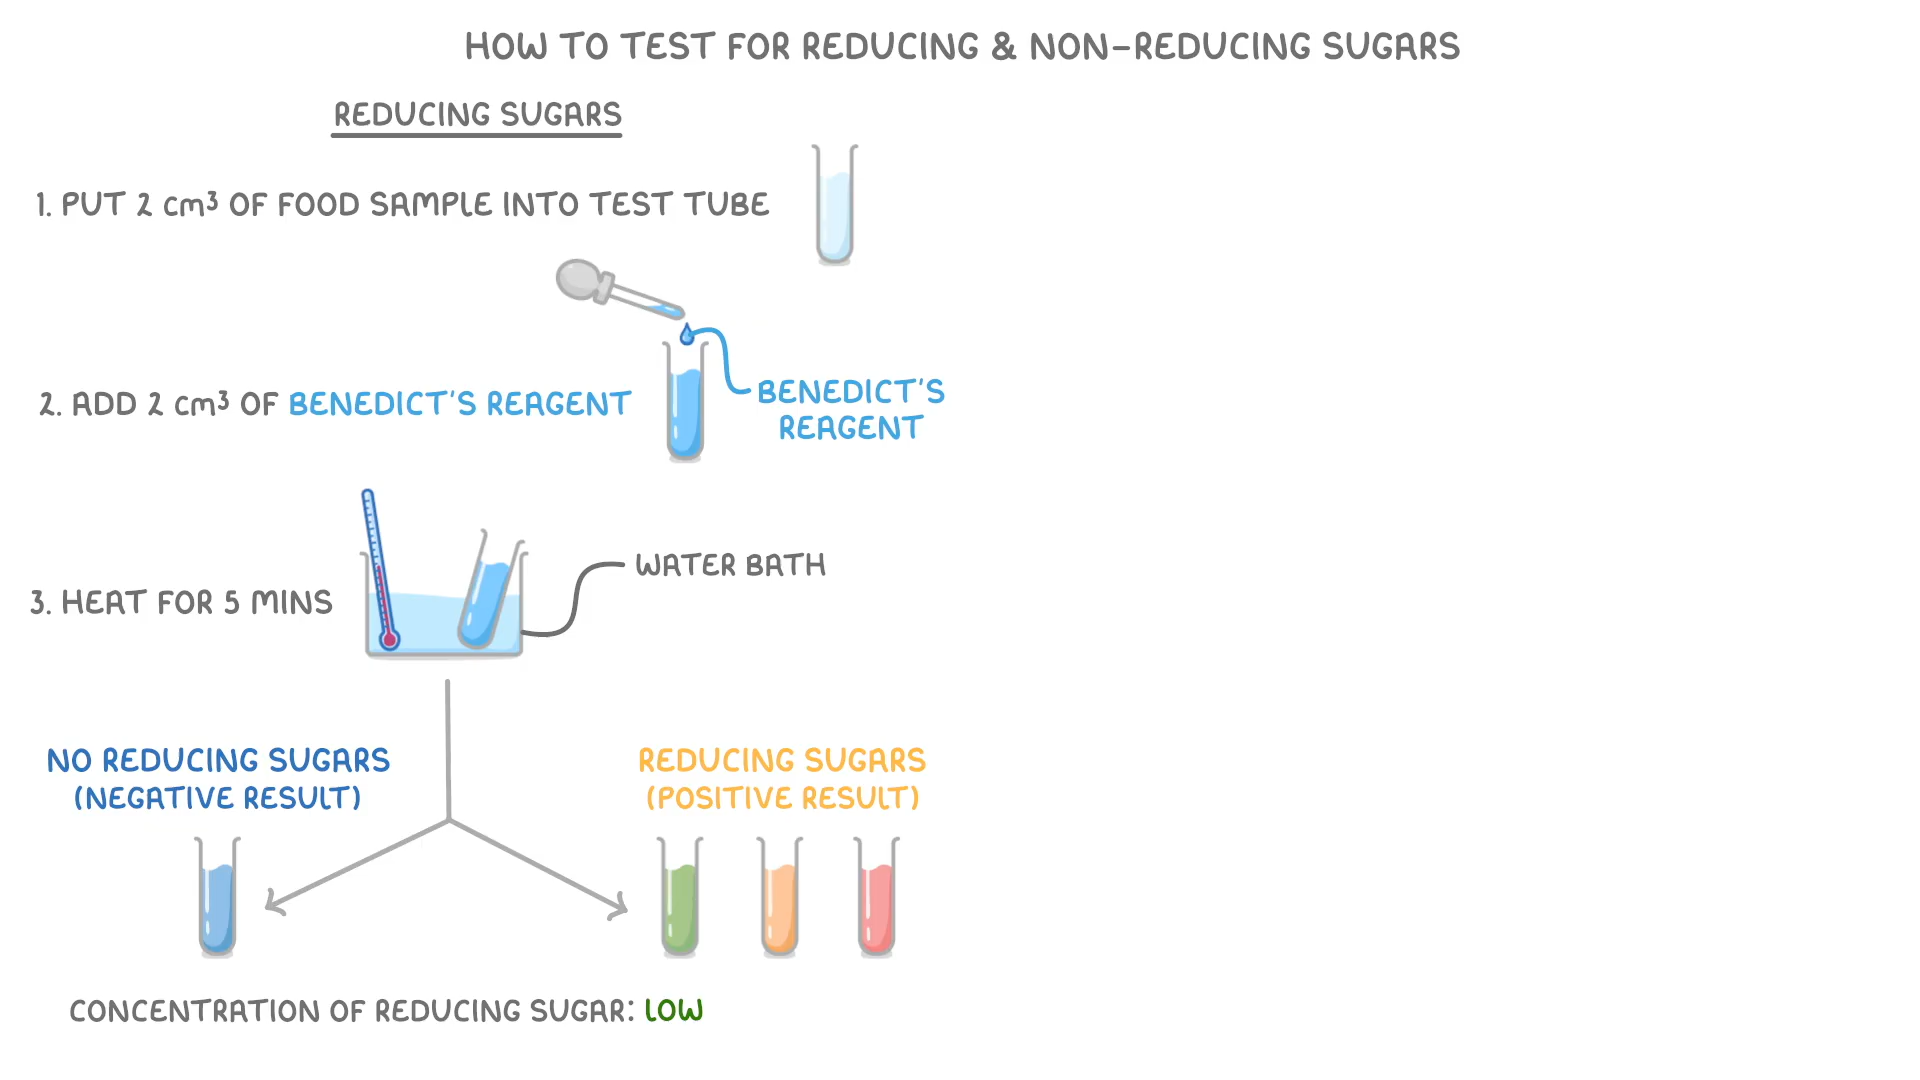 HOW TO TEST FOR REDUCING & NON-REDUCING SUGARS
REDUCING SUGARS
1. PUT 2 cm³ OF FOOD SAMPLE INTO TEST TUBE
2. ADD 2 cm³ OF BENEDICT'S REAGENT
BENEDICT'S
REAGENT
3. HEAT FOR 5 MINS
WATER BATH
NO REDUCING SUGARS
(NEGATIVE RESULT)
REDUCING SUGARS
(POSITIVE RESULT)
CONCENTRATION OF REDUCING SUGAR: LOW